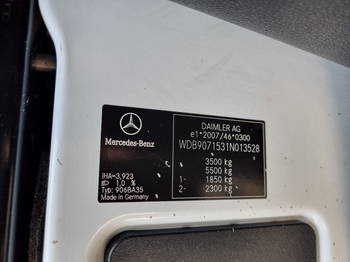 DAIMLER AG
e1*2007/46*0300
WDB9071531N013528
3500 kg
5500 kg
1- 1850 kg
2- 2300 kg
Mercedes-Benz
iHA=3,923
1,0 %
Typ: 906BA35
Made in Germany